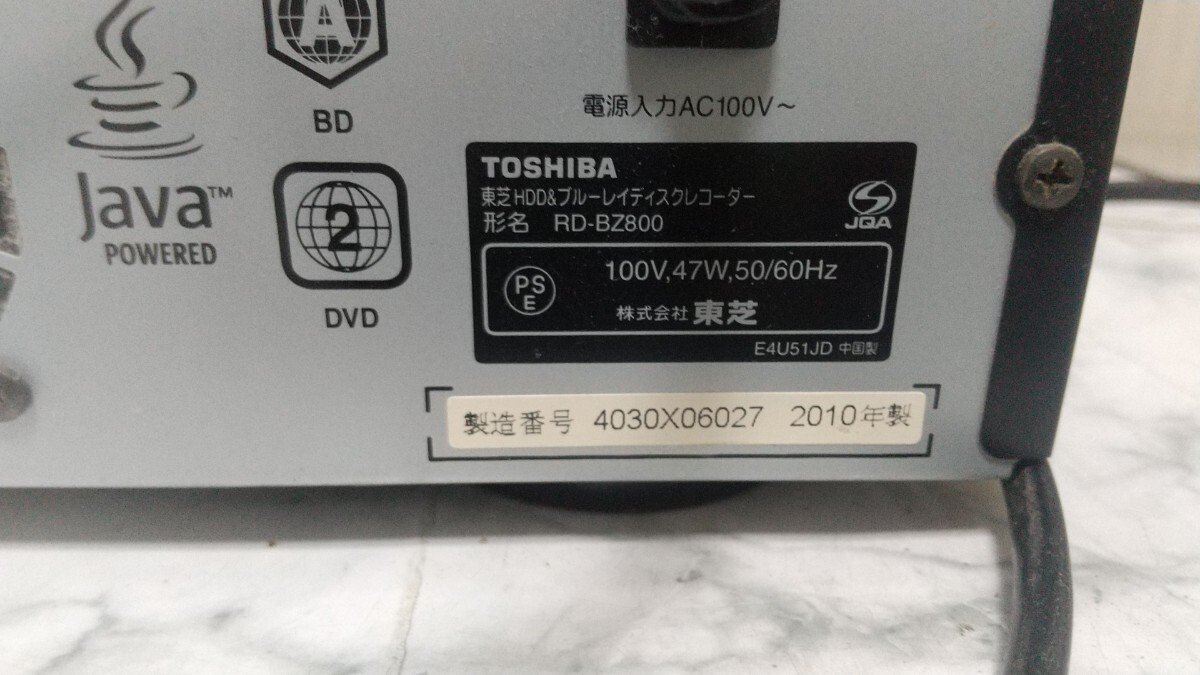 A
BD
Java™
POWERED
2
DVD
電源入力AC100V～
TOSHIBA
東芝HDD&ブルーレイディスクレコーダー
形名 RD-BZ800
JQA
PS
E
100V,47W,50/60Hz
株式会社 東芝
E4U51JD 中国製
製造番号 4030X06027 2010年製